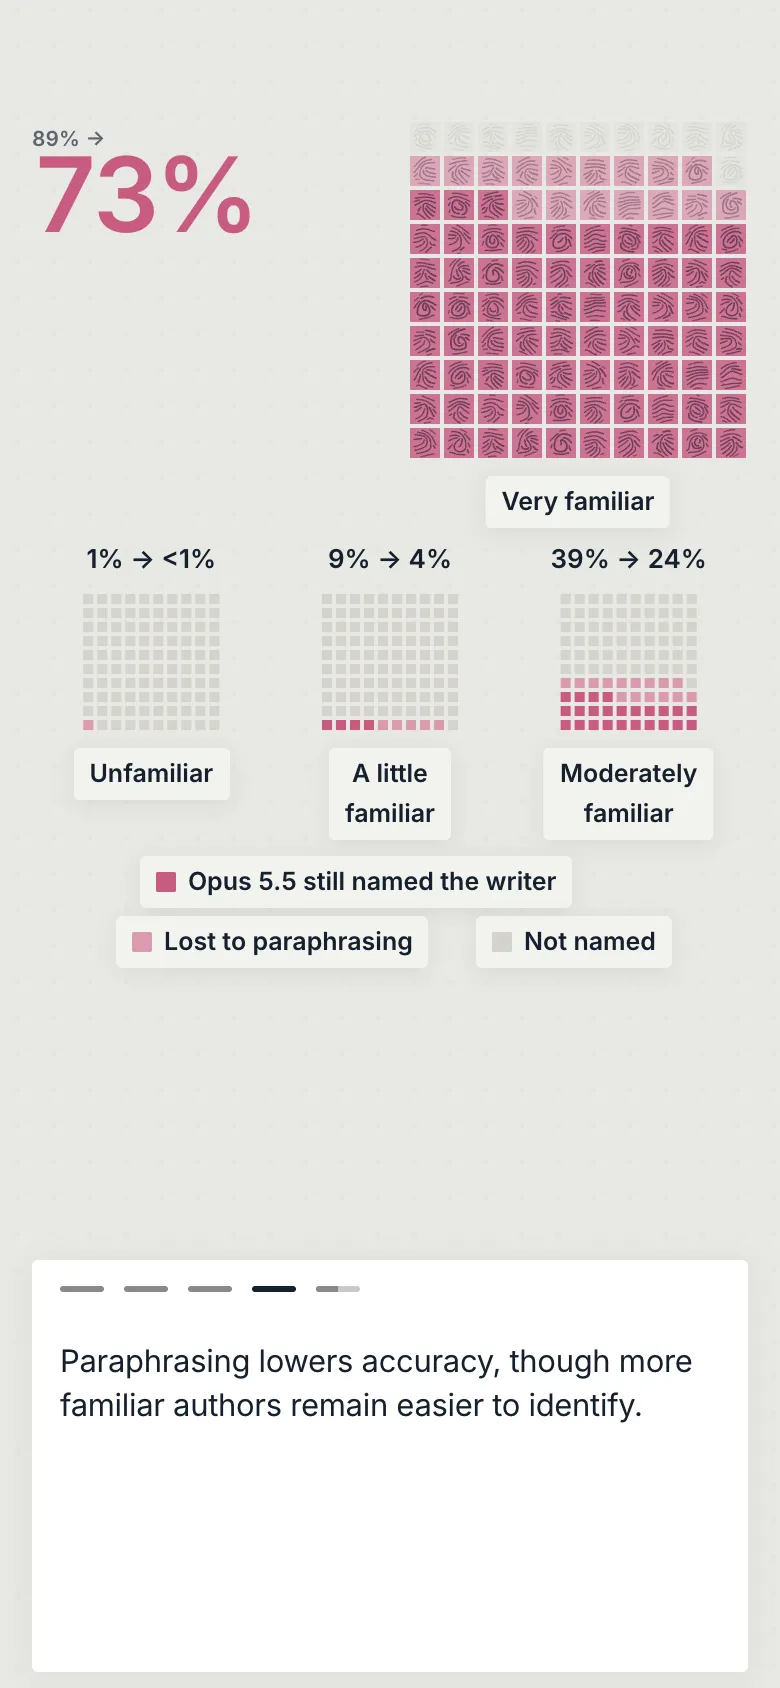 89% →
73%
Very familiar
1% → <1%
9% → 4%
39% → 24%
Unfamiliar
A little
familiar
Moderately
familiar
Opus 5.5 still named the writer
Lost to paraphrasing
Not named
Paraphrasing lowers accuracy, though more
familiar authors remain easier to identify.